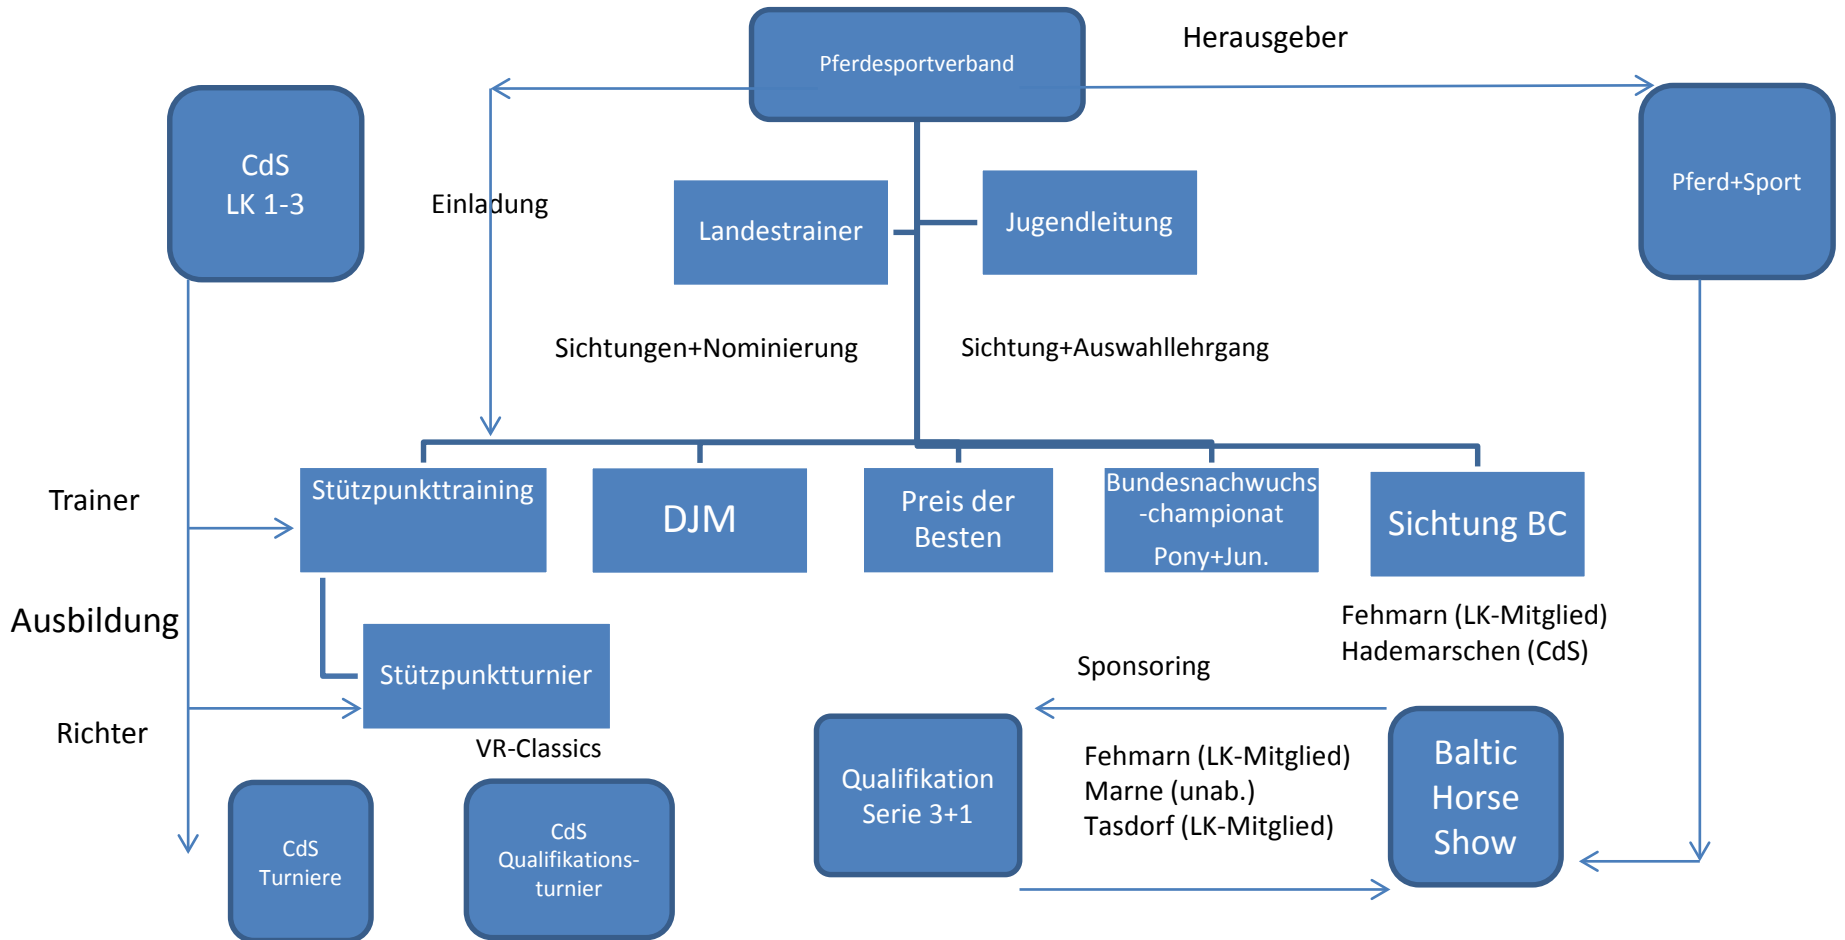 Herausgeber
Pferdesportverband
CdS
LK 1-3
Pferd+Sport
Einladung
Landestrainer
Jugendleitung
Sichtungen+Nominierung
Sichtung+Auswahllehrgang
Trainer
Stützpunkttraining
DJM
Preis der
Besten
Bundesnachwuchs
-championat
Pony+Jun.
Sichtung BC
Ausbildung
Fehmarn (LK-Mitglied)
Hademarschen (CdS)
Stützpunktturnier
Sponsoring
Richter
VR-Classics
CdS
Turniere
CdS
Qualifikations-
turnier
Qualifikation
Serie 3+1
Fehmarn (LK-Mitglied)
Marne (unab.)
Tasdorf (LK-Mitglied)
Baltic
Horse
Show